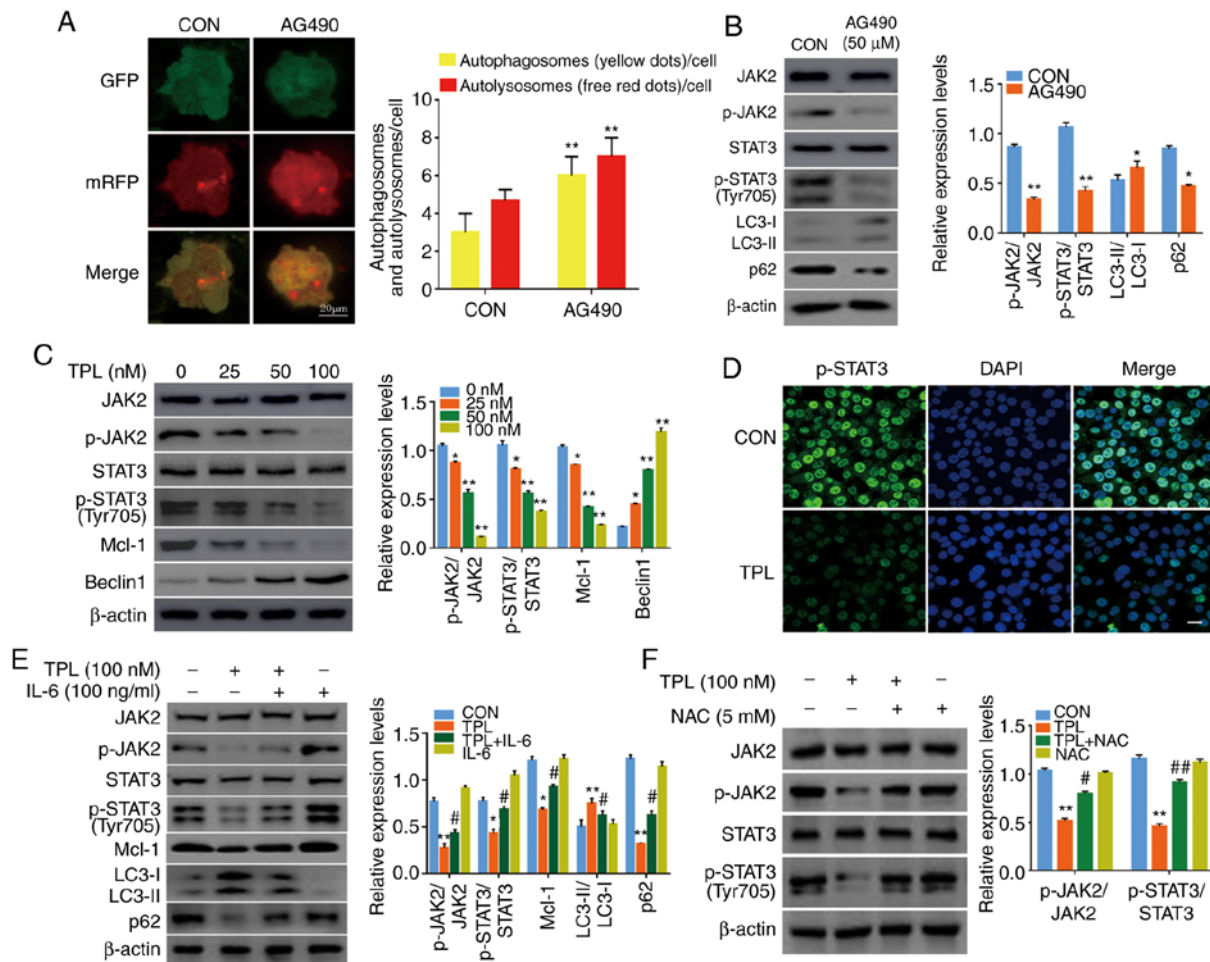 A
CON
AG490
GFP
mRFP
Merge
20μm
Autophagosomes (yellow dots)/cell
Autolysosomes (free red dots)/cell
Autophagosomes
and autolysosomes/cell
8
6
4
2
0
** **
CON
AG490
B
CON
AG490
(50 μM)
JAK2
p-JAK2
STAT3
p-STAT3
(Tyr705)
LC3-I
LC3-II
p62
β-actin
CON
AG490
Relative expression levels
1.5
1.0
0.5
0.0
** ** * *
p-JAK2/
JAK2
p-STAT3/
STAT3
LC3-II/
LC3-I
p62
C
TPL (nM)
0 25 50 100
JAK2
p-JAK2
STAT3
p-STAT3
(Tyr705)
Mcl-1
Beclin1
β-actin
0 nM
25 nM
50 nM
100 nM
Relative expression levels
1.5
1.0
0.5
0.0
* ** ** * ** ** * ** ** * ** **
p-JAK2/
JAK2
p-STAT3/
STAT3
Mcl-1
Beclin1
D
p-STAT3
DAPI
Merge
CON
TPL
E
TPL (100 nM) − + + −
IL-6 (100 ng/ml) − − + +
JAK2
p-JAK2
STAT3
p-STAT3
(Tyr705)
Mcl-1
LC3-I
LC3-II
p62
β-actin
CON
TPL
TPL+IL-6
IL-6
Relative expression levels
1.5
1.0
0.5
0.0
** # * # * # ** # ** #
p-JAK2/
JAK2
p-STAT3/
STAT3
Mcl-1
LC3-II/
LC3-I
p62
F
TPL (100 nM) − + + −
NAC (5 mM) − − + +
JAK2
p-JAK2
STAT3
p-STAT3
(Tyr705)
β-actin
CON
TPL
TPL+NAC
NAC
Relative expression levels
1.5
1.0
0.5
0.0
** # ** ##
p-JAK2/
JAK2
p-STAT3/
STAT3